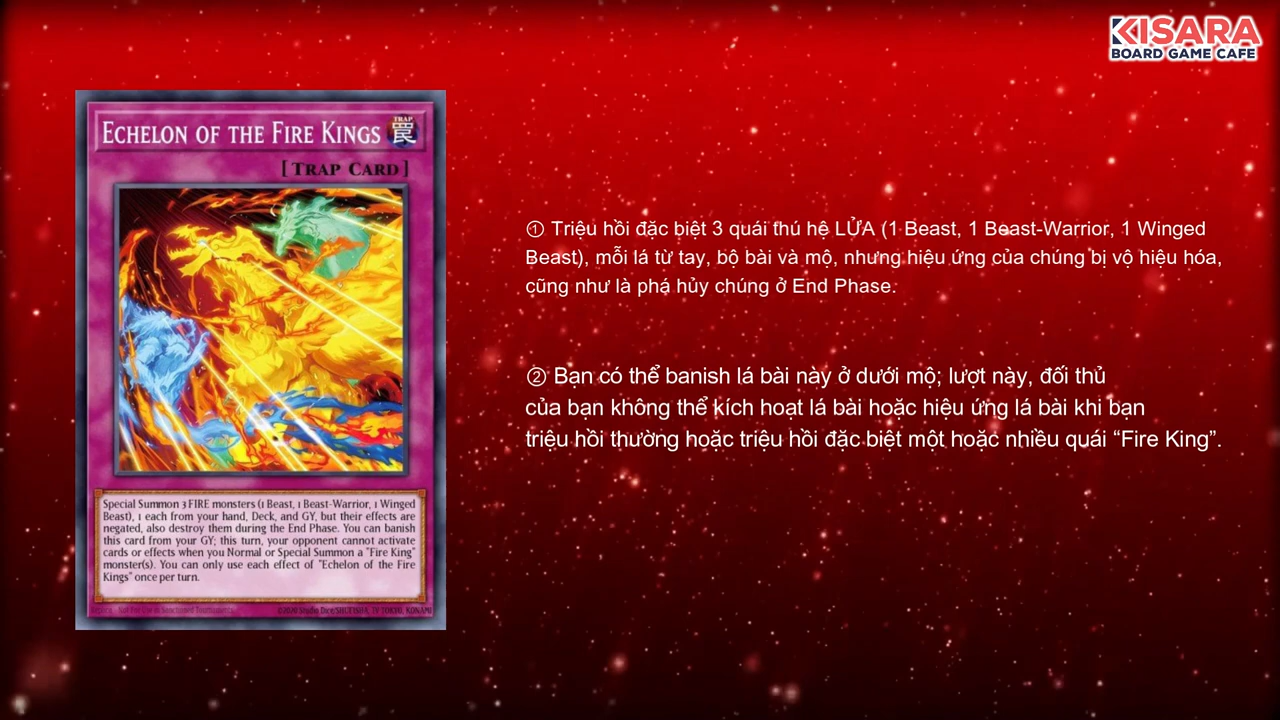 KISARA
BOARD GAME CAFE
ECHELON OF THE FIRE KINGS
TRAP
罠
[TRAP CARD]
① Triệu hồi đặc biệt 3 quái thú hệ LỬA (1 Beast, 1 Beast-Warrior, 1 Winged
Beast), mỗi lá từ tay, bộ bài và mộ, nhưng hiệu ứng của chúng bị vô hiệu hóa,
cũng như là phá hủy chúng ở End Phase.
② Bạn có thể banish lá bài này ở dưới mộ; lượt này, đối thủ
của bạn không thể kích hoạt lá bài hoặc hiệu ứng lá bài khi bạn
triệu hồi thường hoặc triệu hồi đặc biệt một hoặc nhiều quái “Fire King”.
Special Summon 3 FIRE monsters (1 Beast, 1 Beast-Warrior, 1 Winged
Beast), 1 each from your hand, Deck, and GY, but their effects are
negated, also destroy them during the End Phase. You can banish
this card from your GY; this turn, your opponent cannot activate
cards or effects when you Normal or Special Summon a "Fire King"
monster(s). You can only use each effect of "Echelon of the Fire
Kings" once per turn.
Replica - Not For Use in Sanctioned Tournaments
©2020 Studio Dice/SHUEISHA, TV TOKYO, KONAMI